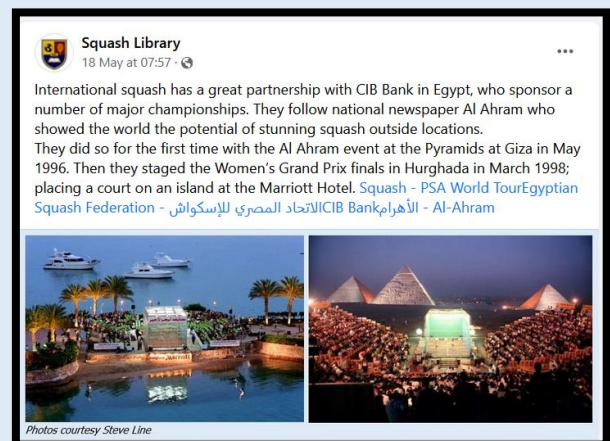 Squash Library
18 May at 07:57 ·
International squash has a great partnership with CIB Bank in Egypt, who sponsor a
number of major championships. They follow national newspaper Al Ahram who
showed the world the potential of stunning squash outside locations.
They did so for the first time with the Al Ahram event at the Pyramids at Giza in May
1996. Then they staged the Women's Grand Prix finals in Hurghada in March 1998;
placing a court on an island at the Marriott Hotel. Squash - PSA World TourEgyptian
Squash Federation - الاتحاد المصري للإسكواشCIB Bankالأهرام - Al-Ahram
Marriott
Photos courtesy Steve Line